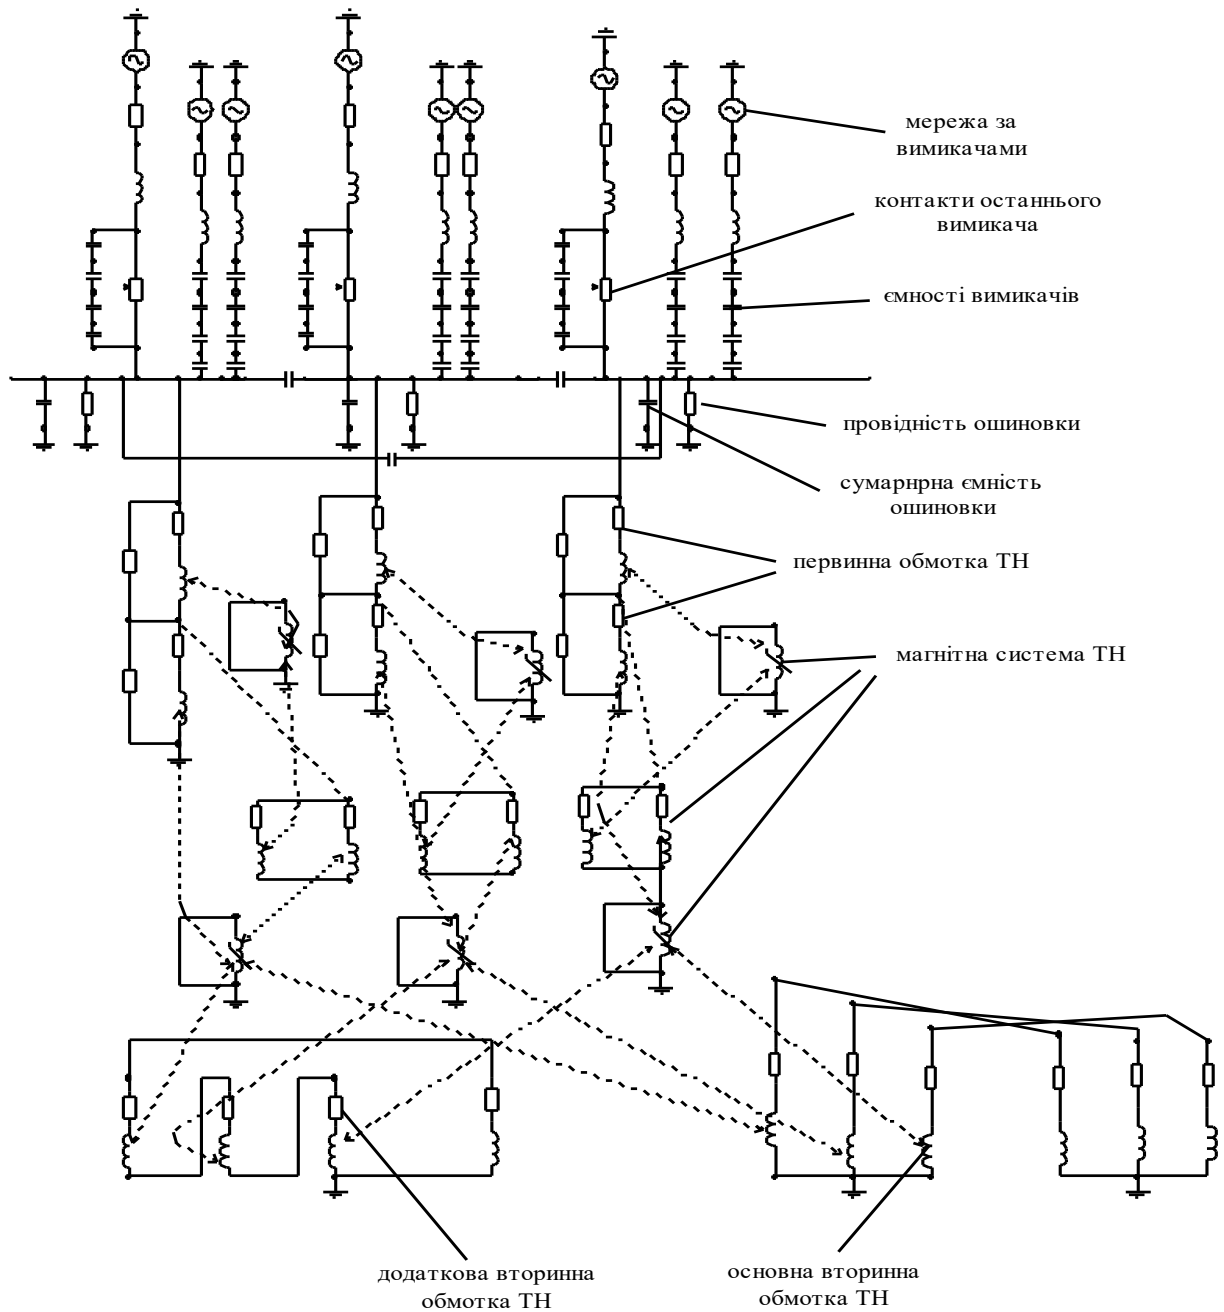 мережа за
вимикачами
контакти останнього
вимикача
ємності вимикачів
провідність ошиновки
сумарнрна ємність
ошиновки
первинна обмотка ТН
магнітна система ТН
додаткова вторинна
обмотка ТН
основна вторинна
обмотка ТН